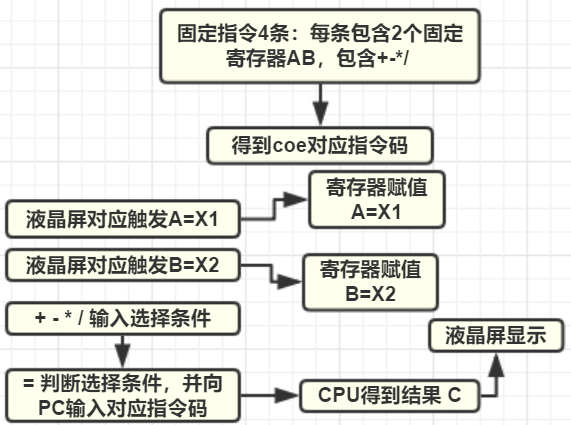 固定指令4条：每条包含2个固定
寄存器AB，包含+-*/
得到coe对应指令码
液晶屏对应触发A=X1
寄存器赋值
A=X1
液晶屏对应触发B=X2
寄存器赋值
B=X2
+ - * / 输入选择条件
液晶屏显示
= 判断选择条件，并向
PC输入对应指令码
CPU得到结果 C